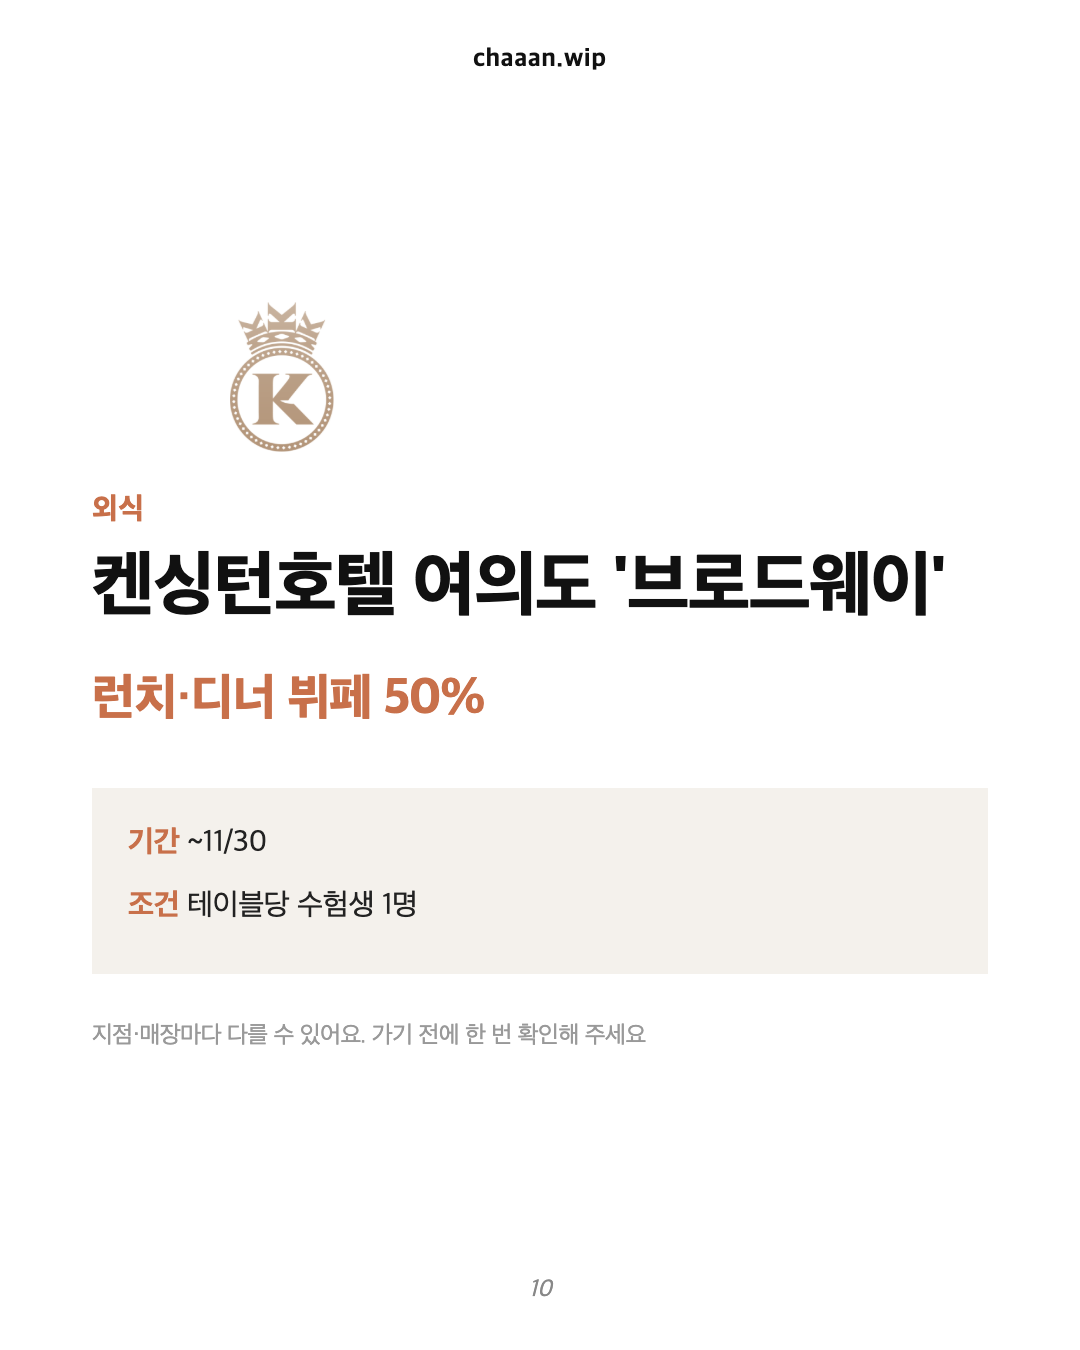 chaaan.wip
K
외식
켄싱턴호텔 여의도 '브로드웨이'
런치·디너 뷔페 50%
기간 ~11/30
조건 테이블당 수험생 1명
지점·매장마다 다를 수 있어요. 가기 전에 한 번 확인해 주세요
10